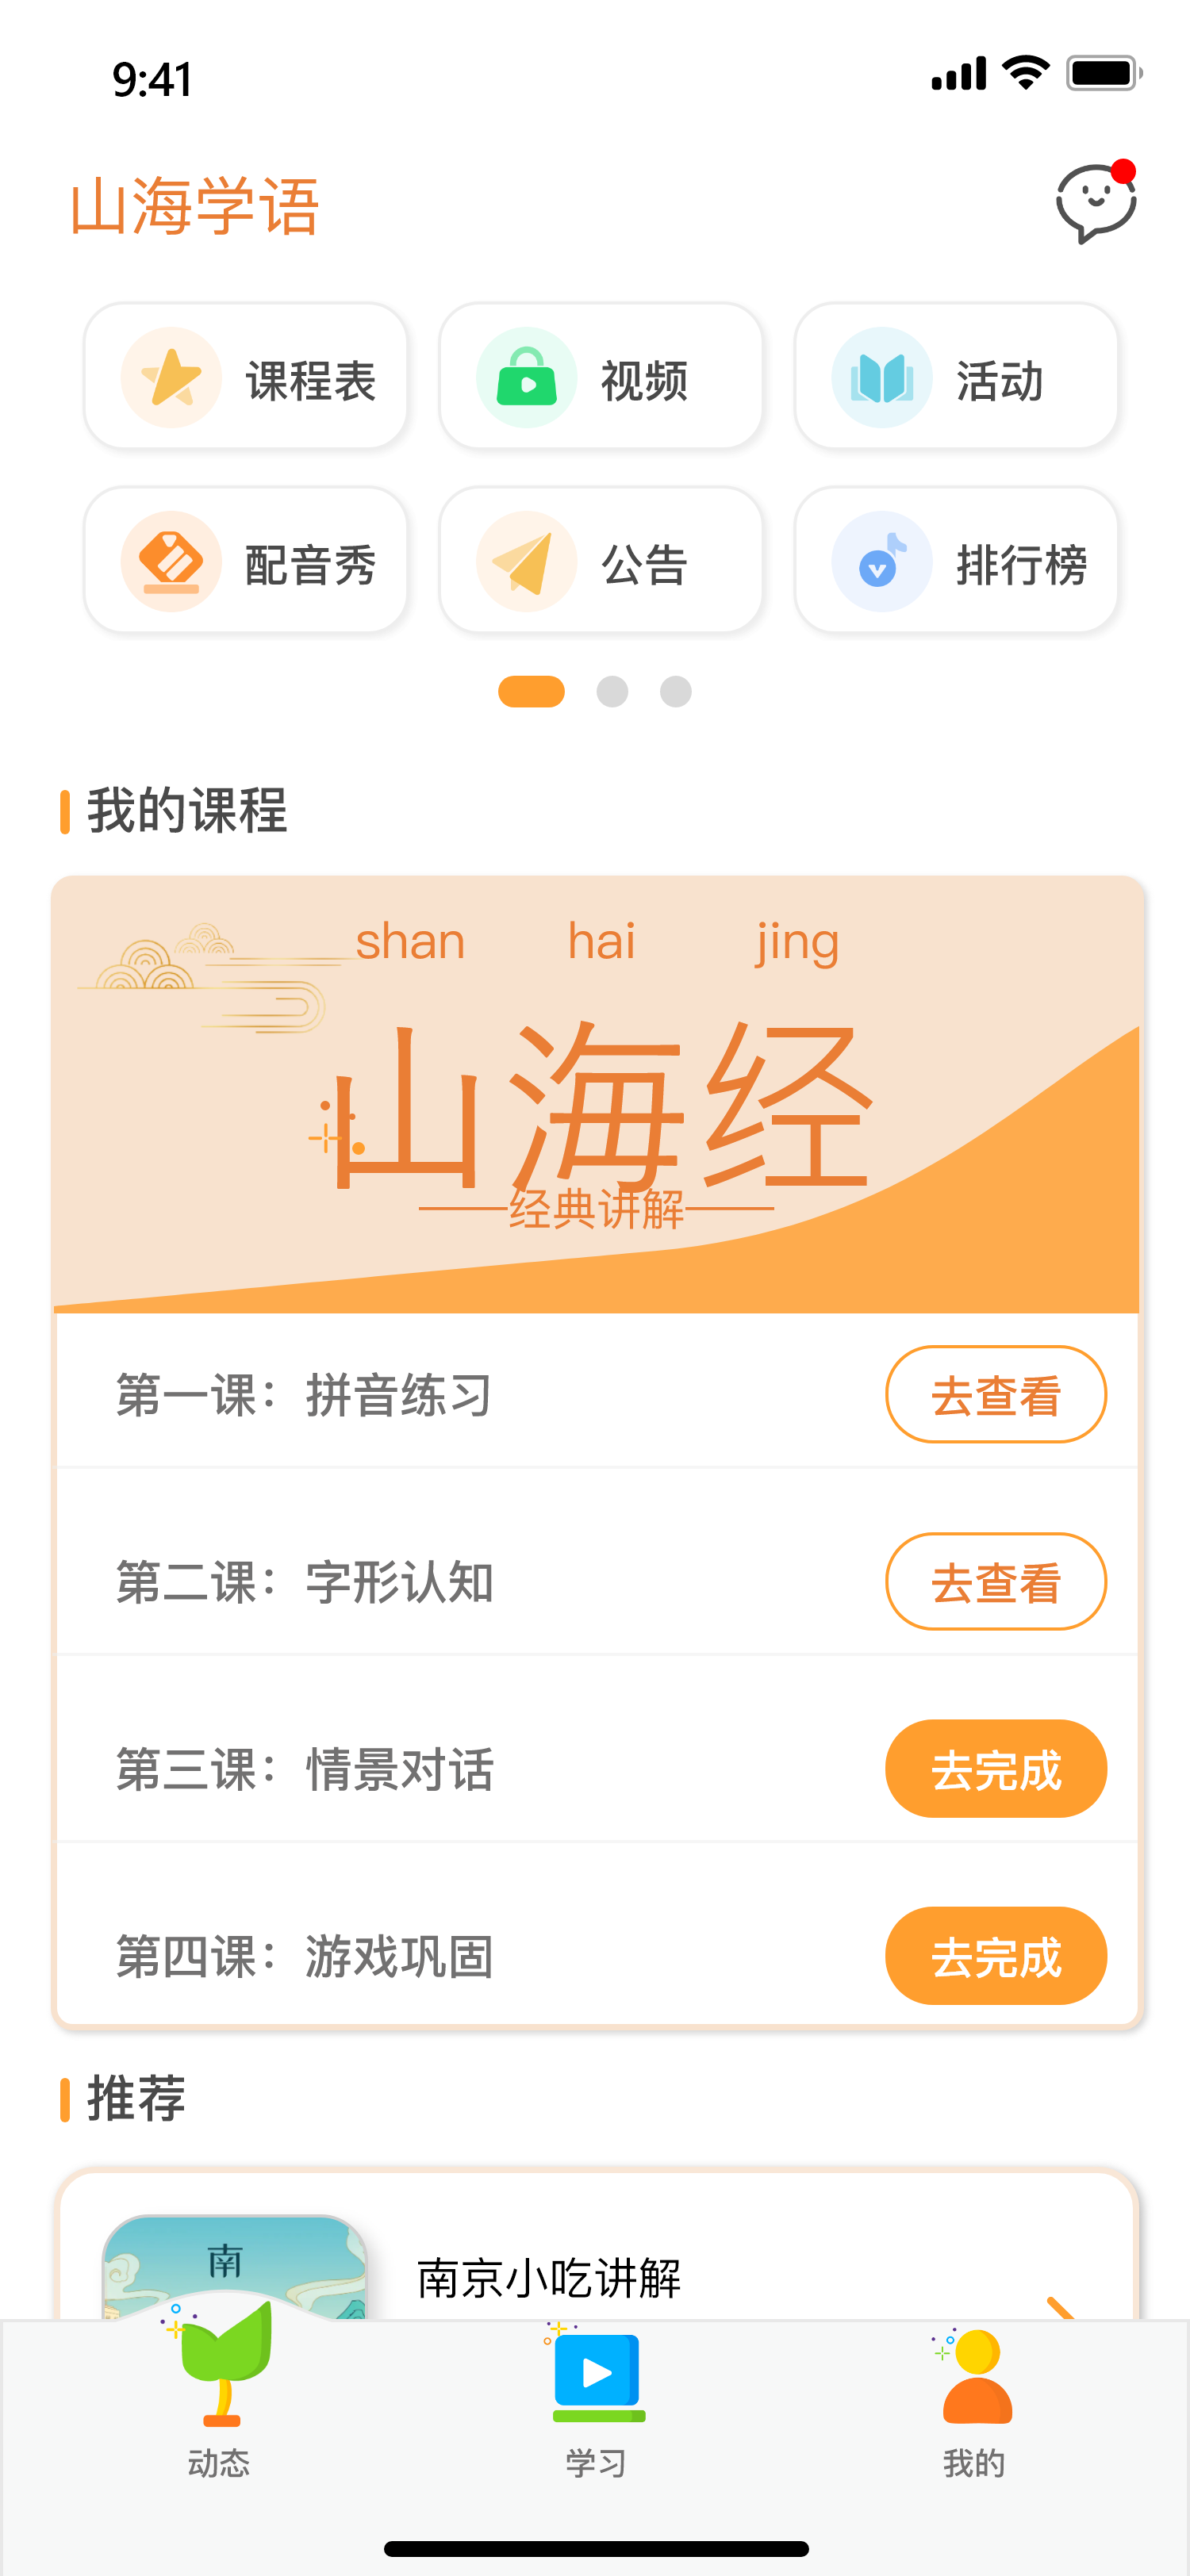 9:41
山海学语
课程表 视频 活动
配音秀 公告 排行榜
我的课程
shan hai jing
山海经
经典讲解
第一课：拼音练习 去查看
第二课：字形认知 去查看
第三课：情景对话 去完成
第四课：游戏巩固 去完成
推荐
南
南京小吃讲解
动态 学习 我的